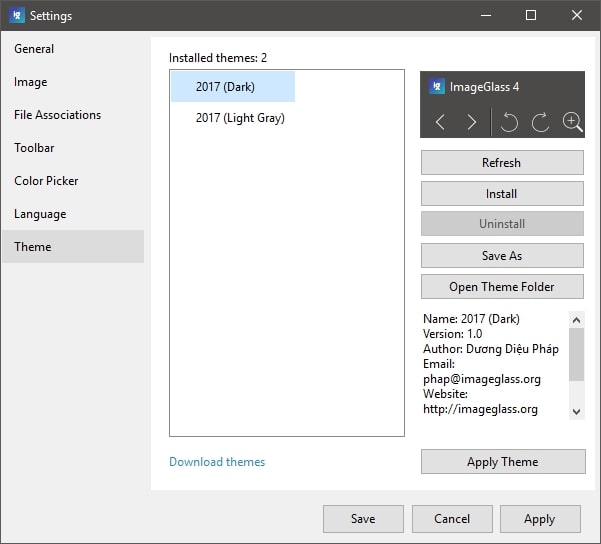 Settings
General
Image
File Associations
Toolbar
Color Picker
Language
Theme
Installed themes: 2
2017 (Dark)
2017 (Light Gray)
ImageGlass 4
Refresh
Install
Uninstall
Save As
Open Theme Folder
Name: 2017 (Dark)
Version: 1.0
Author: Dương Diệu Pháp
Email:
phap@imageglass.org
Website:
http://imageglass.org
Download themes
Apply Theme
Save
Cancel
Apply